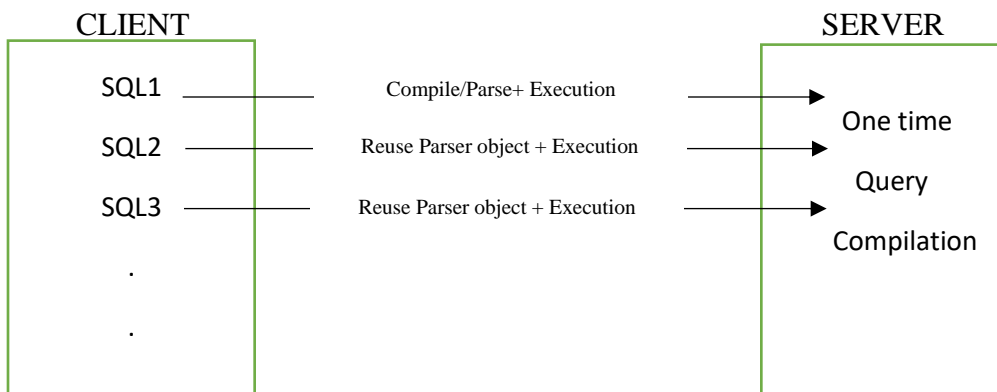 CLIENT SERVER
SQL1 Compile/Parse+ Execution
One time
SQL2 Reuse Parser object + Execution
Query
SQL3 Reuse Parser object + Execution
Compilation
.
.